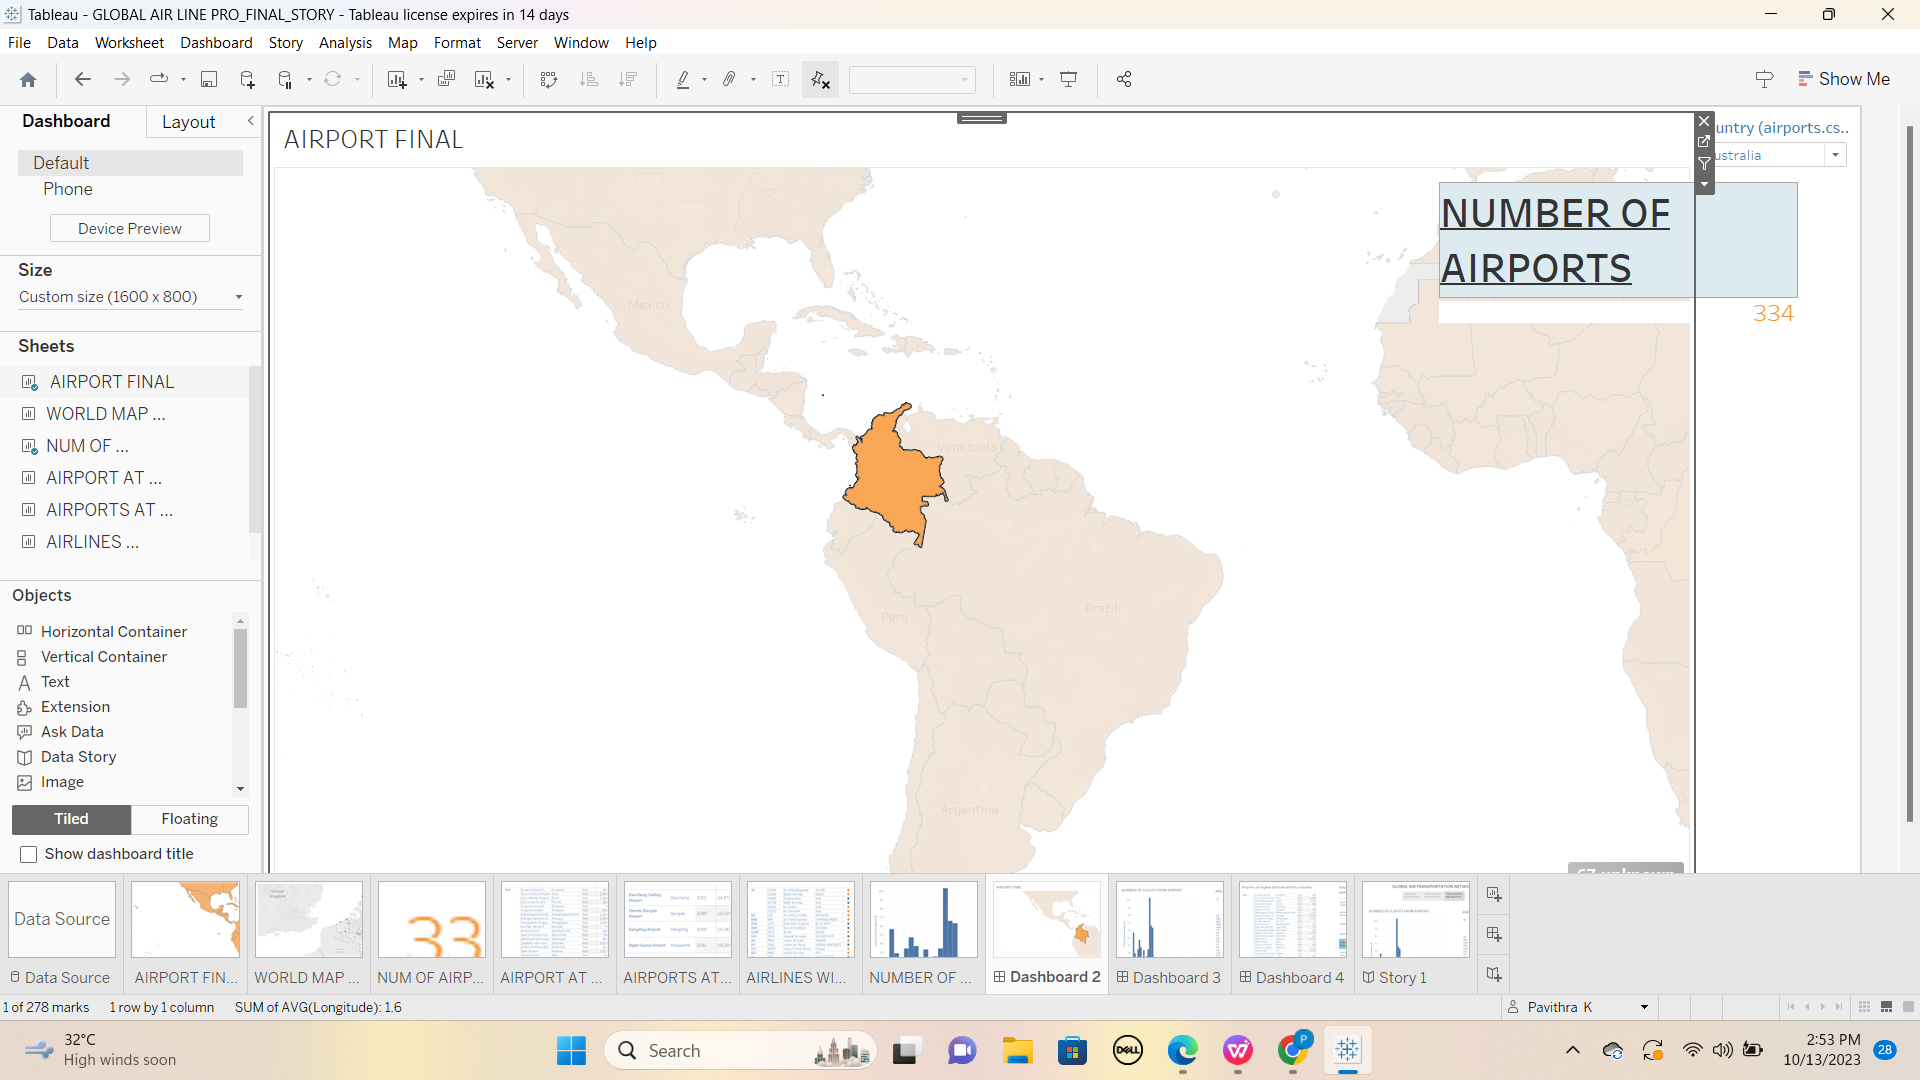 Tableau - GLOBAL AIR LINE PRO_FINAL_STORY - Tableau license expires in 14 days
File Data Worksheet Dashboard Story Analysis Map Format Server Window Help
Show Me
Dashboard Layout
Default
Phone
Device Preview
Size
Custom size (1600 x 800)
Sheets
AIRPORT FINAL
WORLD MAP ...
NUM OF ...
AIRPORT AT ...
AIRPORTS AT ...
AIRLINES ...
Objects
Horizontal Container
Vertical Container
Text
Extension
Ask Data
Data Story
Image
Tiled Floating
Show dashboard title
AIRPORT FINAL
untry (airports.cs..
ustralia
NUMBER OF
AIRPORTS
334
Mexico
Venezuela
Brazil
Peru
Argentina
Data Source
33
Data Source AIRPORT FIN... WORLD MAP ... NUM OF AIRP... AIRPORT AT ... AIRPORTS AT... AIRLINES WI... NUMBER OF ... Dashboard 2 Dashboard 3 Dashboard 4 Story 1
1 of 278 marks 1 row by 1 column SUM of AVG(Longitude): 1.6
Pavithra K
32°C
High winds soon
Search
DELL
P
2:53 PM
10/13/2023
28